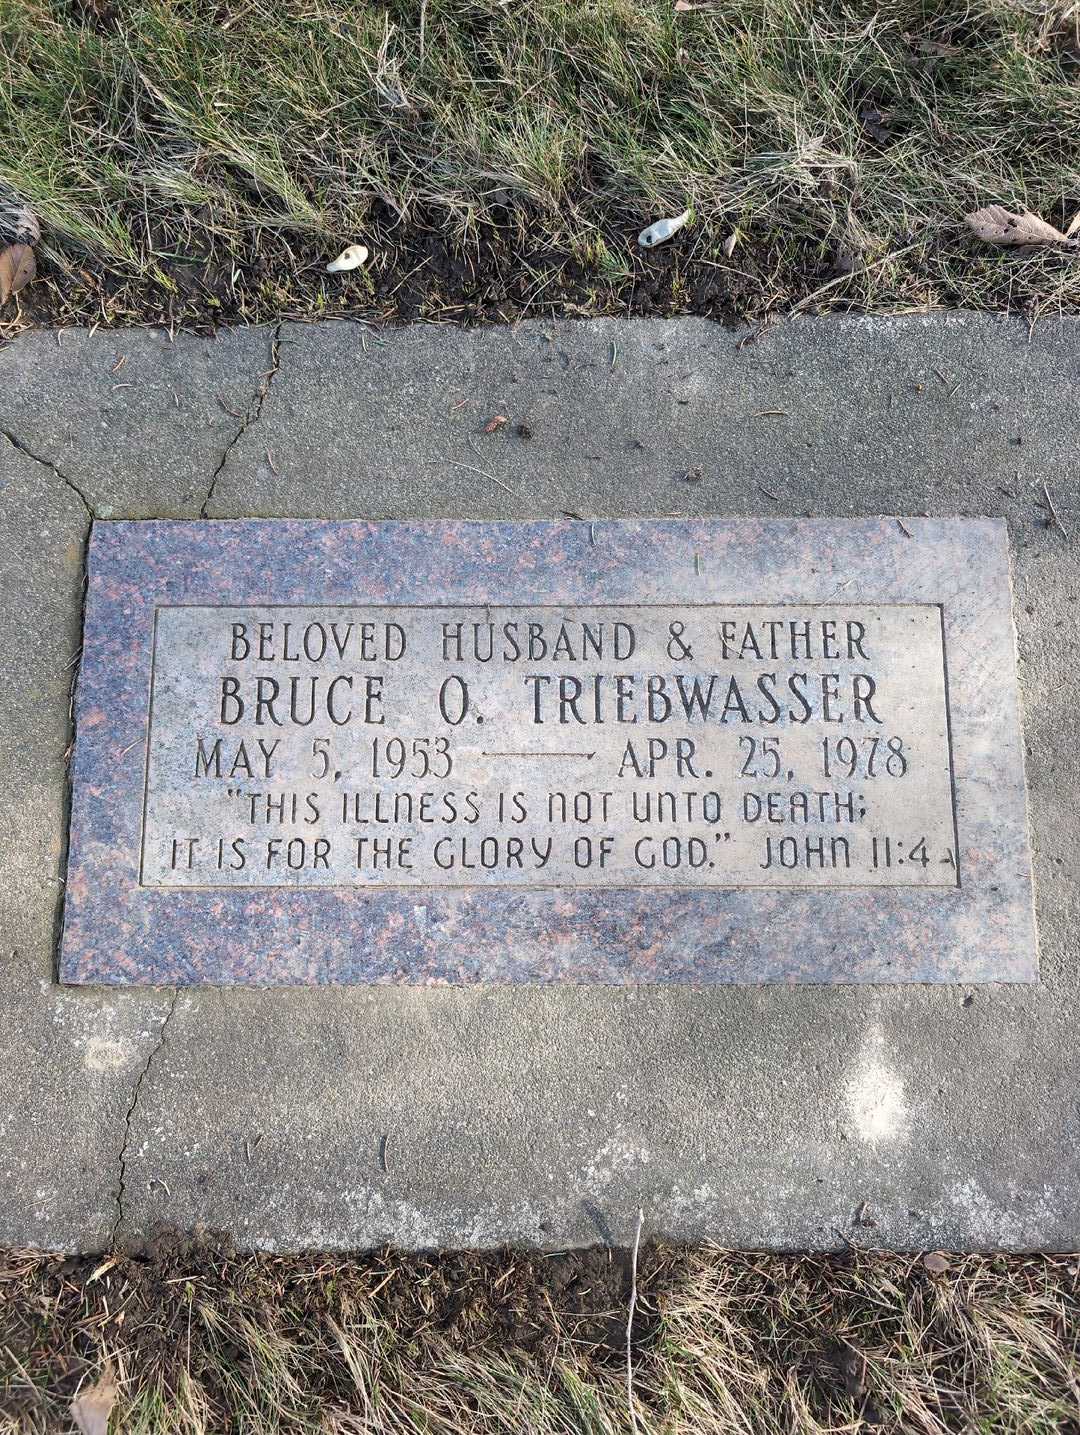 BELOVED HUSBAND & FATHER
BRUCE O. TRIEBWASSER
MAY 5, 1953 — APR. 25, 1978
"THIS ILLNESS IS NOT UNTO DEATH;
IT IS FOR THE GLORY OF GOD." JOHN 11:4